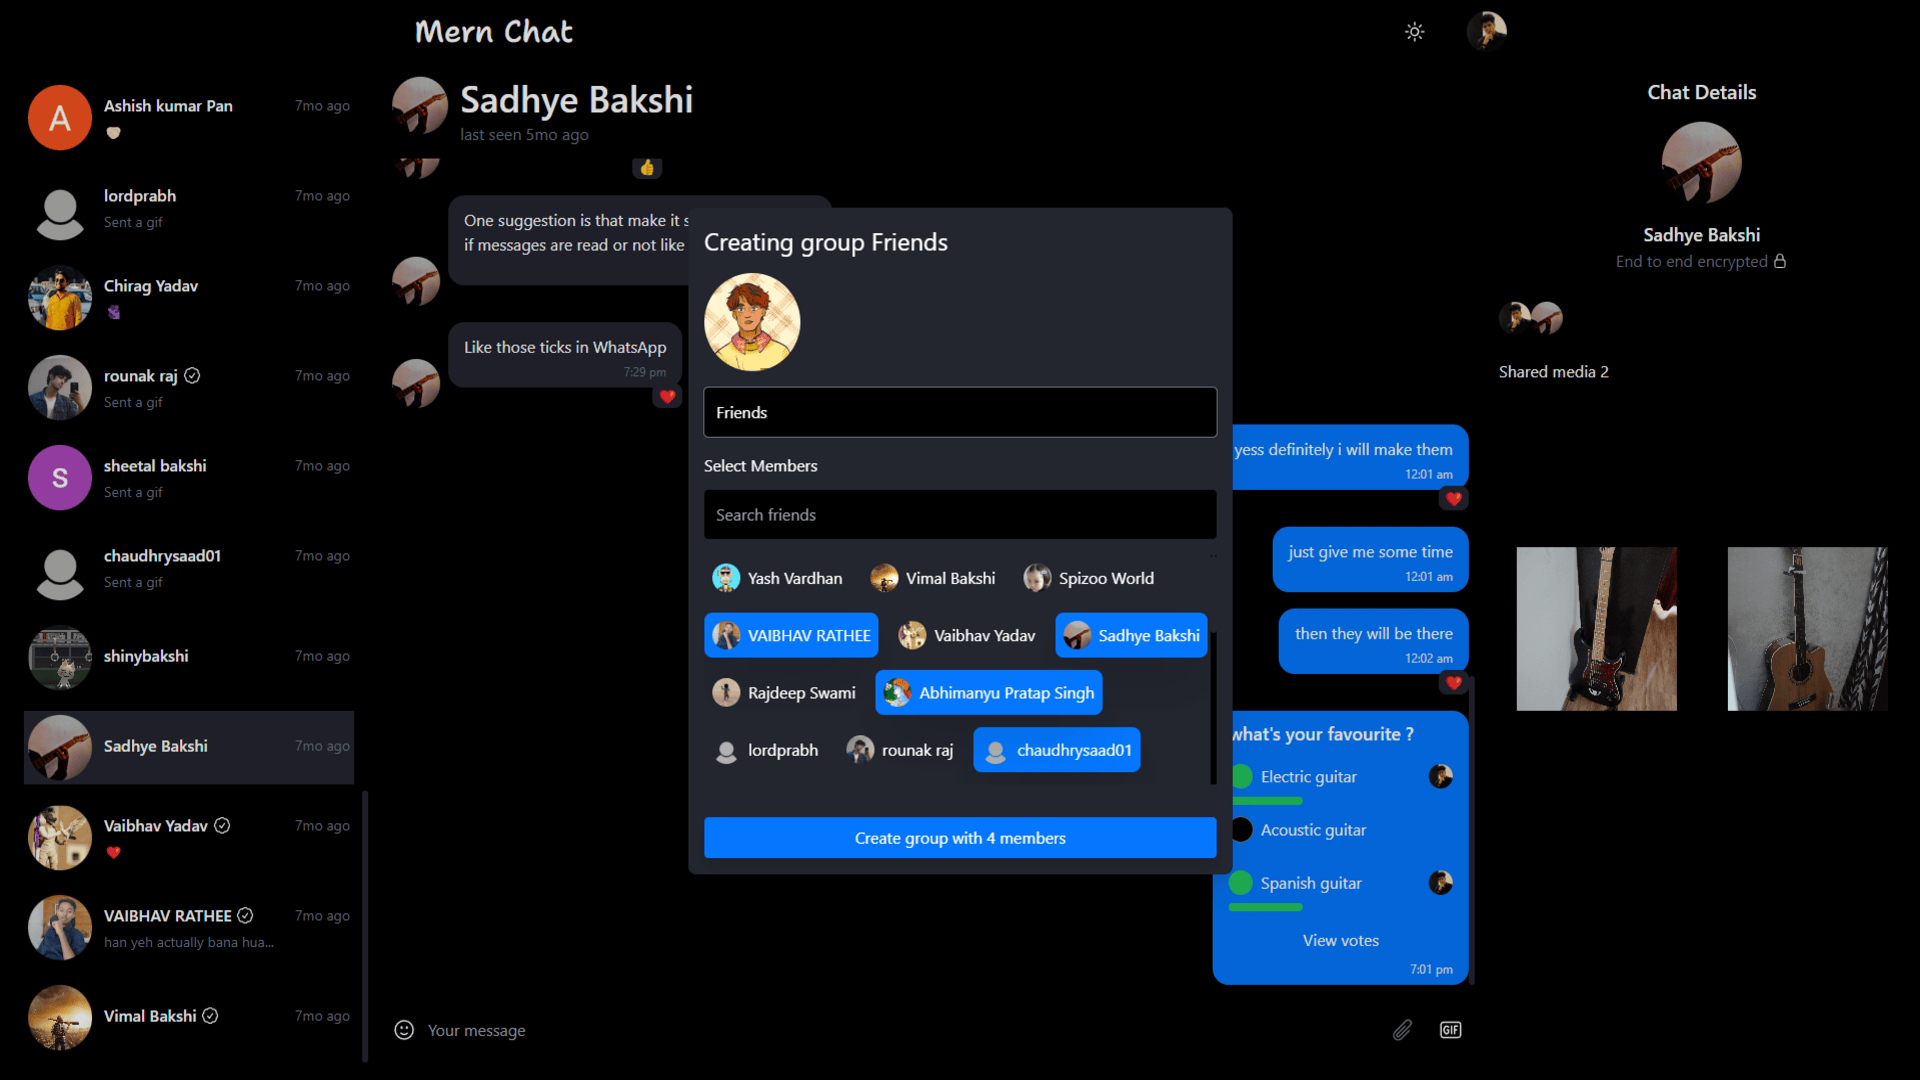 Mern Chat
A
Ashish kumar Pan
7mo ago
lordprabh
7mo ago
Sent a gif
Chirag Yadav
7mo ago
rounak raj
7mo ago
Sent a gif
S
sheetal bakshi
7mo ago
Sent a gif
chaudhrysaad01
7mo ago
Sent a gif
shinybakshi
7mo ago
Sadhye Bakshi
7mo ago
Vaibhav Yadav
7mo ago
VAIBHAV RATHEE
7mo ago
han yeh actually bana hua...
Vimal Bakshi
7mo ago
Sadhye Bakshi
last seen 5mo ago
One suggestion is that make it s
if messages are read or not like
Like those ticks in WhatsApp
7:29 pm
Creating group Friends
Friends
Select Members
Search friends
Yash Vardhan
Vimal Bakshi
Spizoo World
VAIBHAV RATHEE
Vaibhav Yadav
Sadhye Bakshi
Rajdeep Swami
Abhimanyu Pratap Singh
lordprabh
rounak raj
chaudhrysaad01
Create group with 4 members
yess definitely i will make them
12:01 am
just give me some time
12:01 am
then they will be there
12:02 am
what's your favourite ?
Electric guitar
Acoustic guitar
Spanish guitar
View votes
7:01 pm
Your message
GIF
Chat Details
Sadhye Bakshi
End to end encrypted
Shared media 2